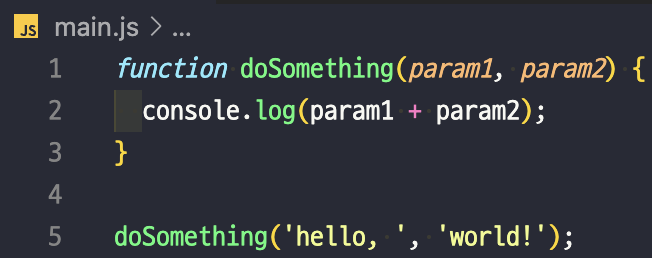 JS main.js > ...
1 function doSomething(param1, param2) {
2   console.log(param1 + param2);
3 }
4
5 doSomething('hello, ', 'world!');